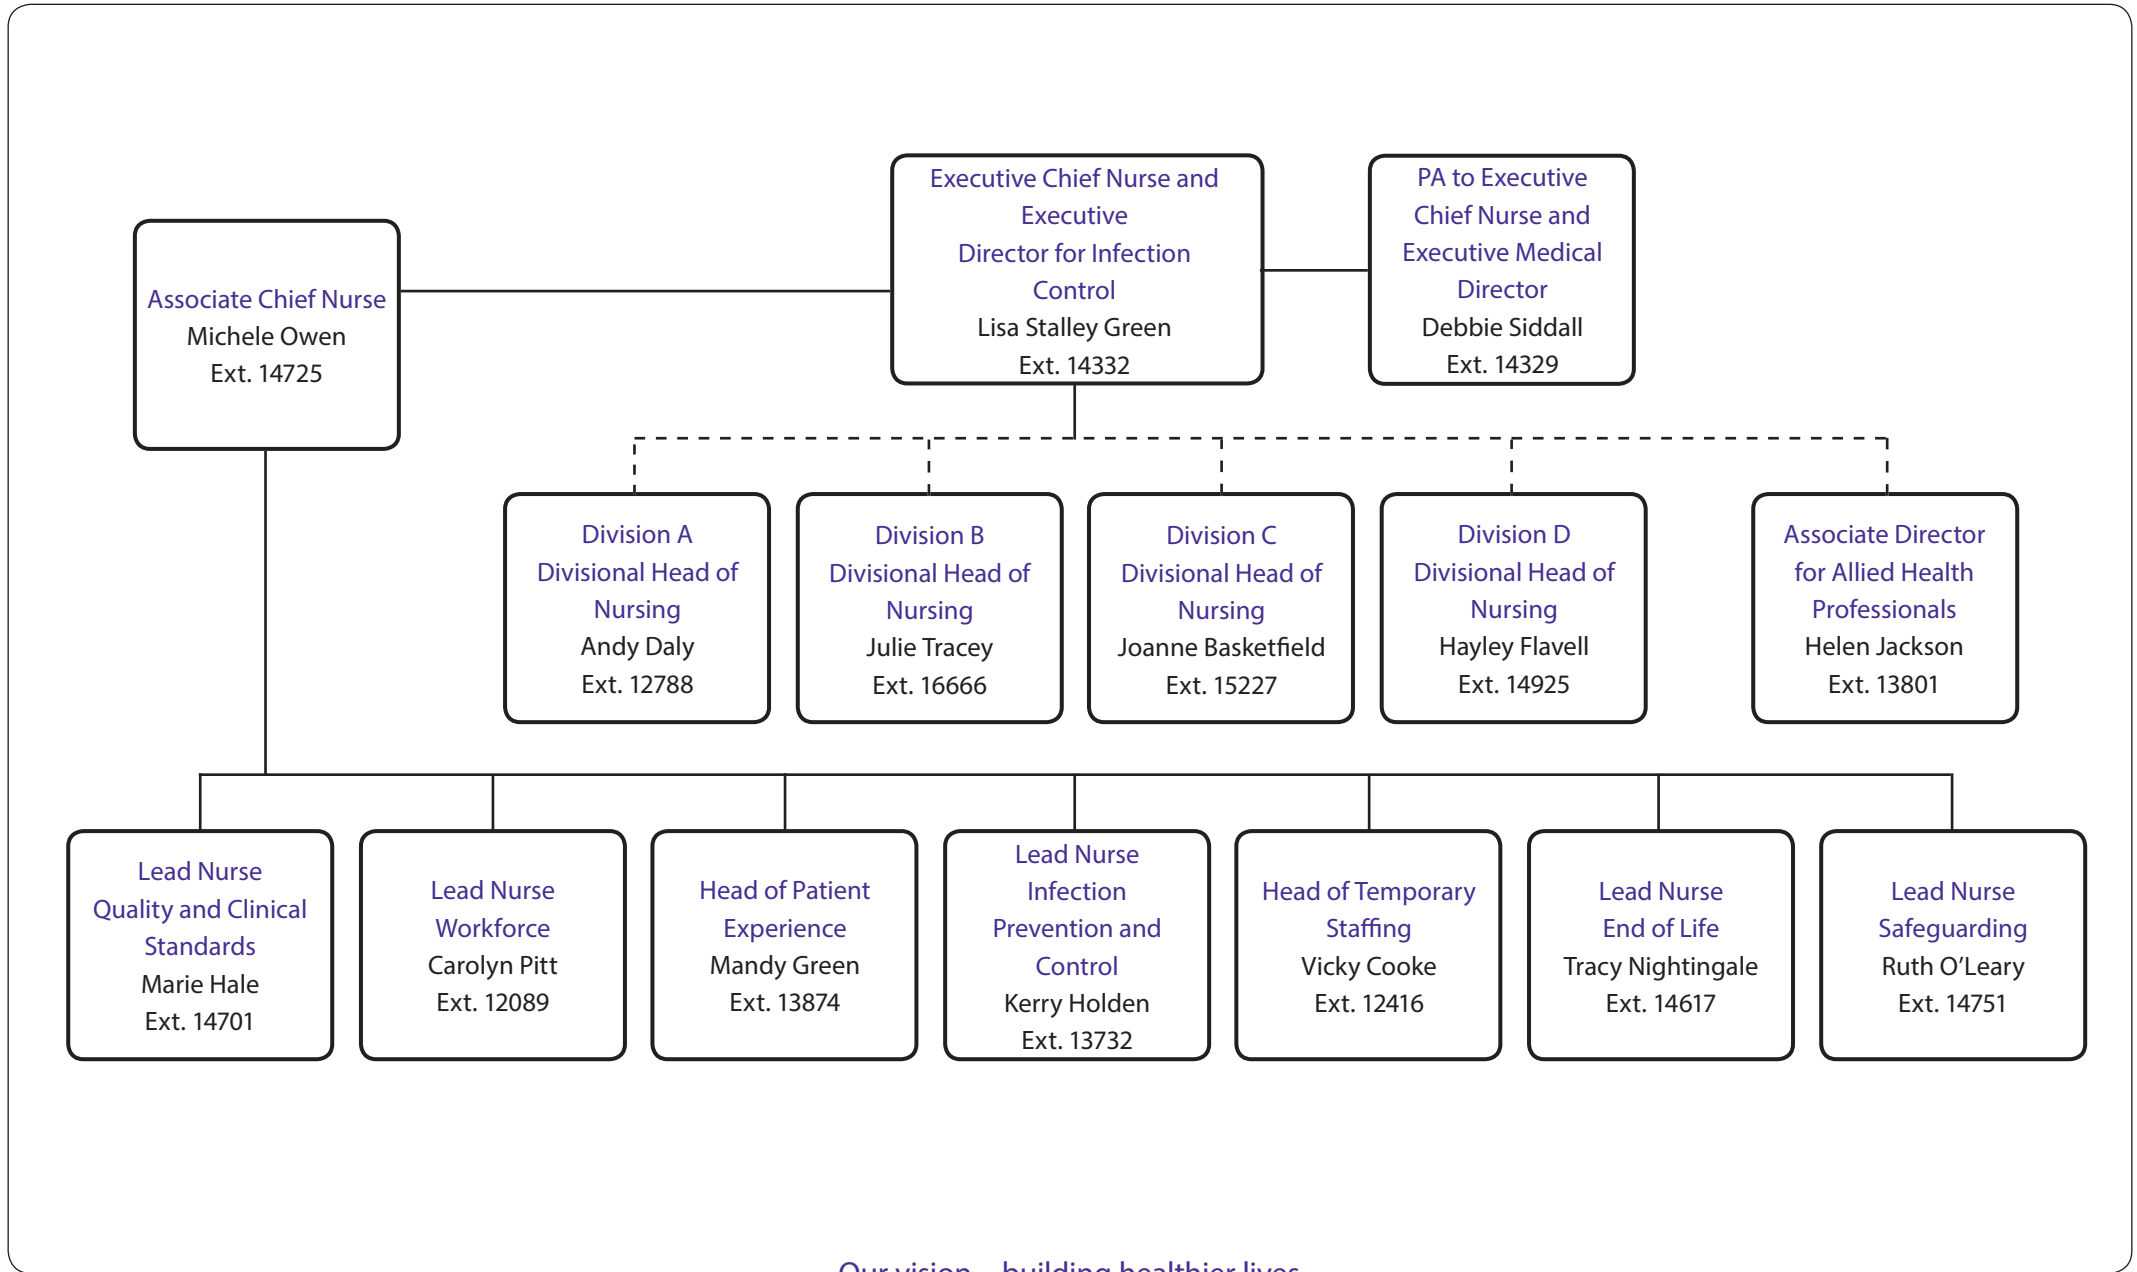 Executive Chief Nurse and
Executive
Director for Infection
Control
Lisa Stalley Green
Ext. 14332
PA to Executive
Chief Nurse and
Executive Medical
Director
Debbie Siddall
Ext. 14329
Associate Chief Nurse
Michele Owen
Ext. 14725
Division A
Divisional Head of
Nursing
Andy Daly
Ext. 12788
Division B
Divisional Head of
Nursing
Julie Tracey
Ext. 16666
Division C
Divisional Head of
Nursing
Joanne Basketfield
Ext. 15227
Division D
Divisional Head of
Nursing
Hayley Flavell
Ext. 14925
Associate Director
for Allied Health
Professionals
Helen Jackson
Ext. 13801
Lead Nurse
Quality and Clinical
Standards
Marie Hale
Ext. 14701
Lead Nurse
Workforce
Carolyn Pitt
Ext. 12089
Head of Patient
Experience
Mandy Green
Ext. 13874
Lead Nurse
Infection
Prevention and
Control
Kerry Holden
Ext. 13732
Head of Temporary
Staffing
Vicky Cooke
Ext. 12416
Lead Nurse
End of Life
Tracy Nightingale
Ext. 14617
Lead Nurse
Safeguarding
Ruth O’Leary
Ext. 14751
Our vision – building healthier lives